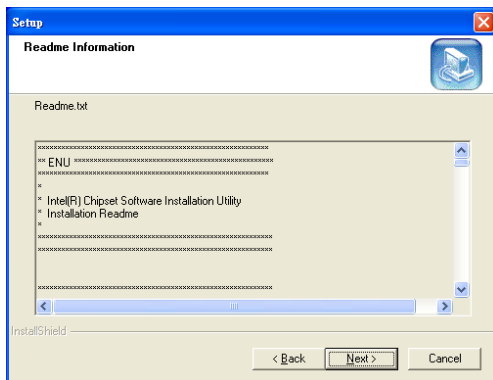 Setup
Readme Information
Readme.txt
************************************************************
** ENU ****************************************************
************************************************************
*
* Intel(R) Chipset Software Installation Utility
* Installation Readme
*
************************************************************
************************************************************
************************************************************
InstallShield
< Back
Next >
Cancel